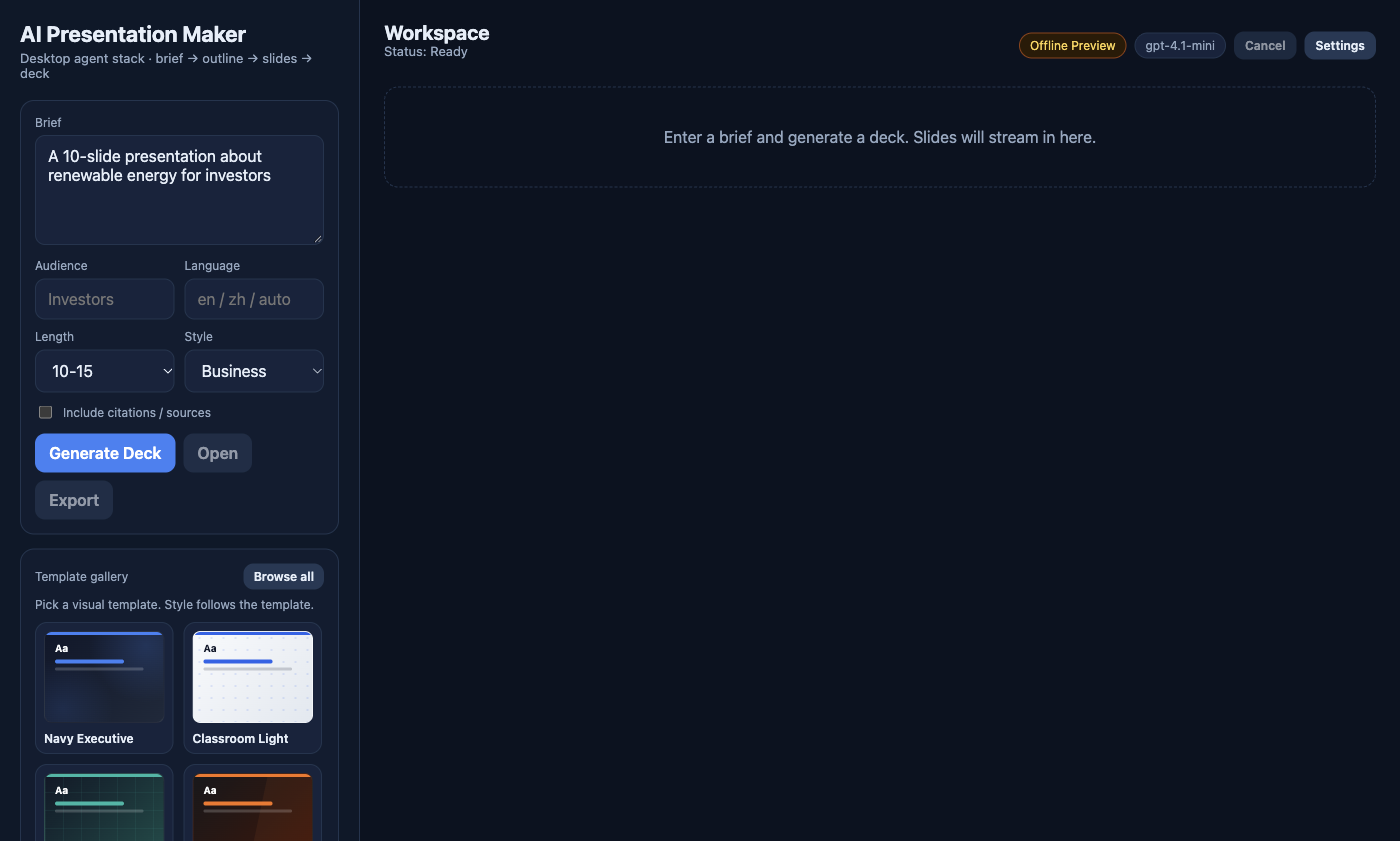 AI Presentation Maker
Desktop agent stack · brief → outline → slides →
deck
Brief
A 10-slide presentation about
renewable energy for investors
Audience
Language
Investors
en / zh / auto
Length
Style
10-15
Business
Include citations / sources
Generate Deck
Open
Export
Template gallery
Browse all
Pick a visual template. Style follows the template.
Aa
Aa
Navy Executive
Classroom Light
Aa
Aa
Workspace
Status: Ready
Offline Preview
gpt-4.1-mini
Cancel
Settings
Enter a brief and generate a deck. Slides will stream in here.